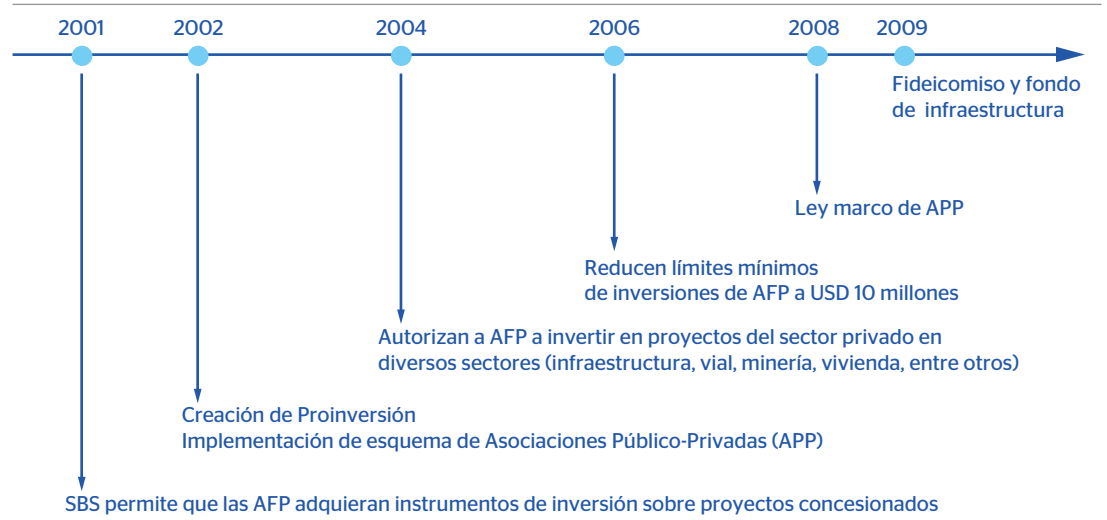 2001
2002
2004
2006
2008
2009
Fideicomiso y fondo
de infraestructura
Ley marco de APP
Reducen límites mínimos
de inversiones de AFP a USD 10 millones
Autorizan a AFP a invertir en proyectos del sector privado en
diversos sectores (infraestructura, vial, minería, vivienda, entre otros)
Creación de Proinversión
Implementación de esquema de Asociaciones Público-Privadas (APP)
SBS permite que las AFP adquieran instrumentos de inversión sobre proyectos concesionados